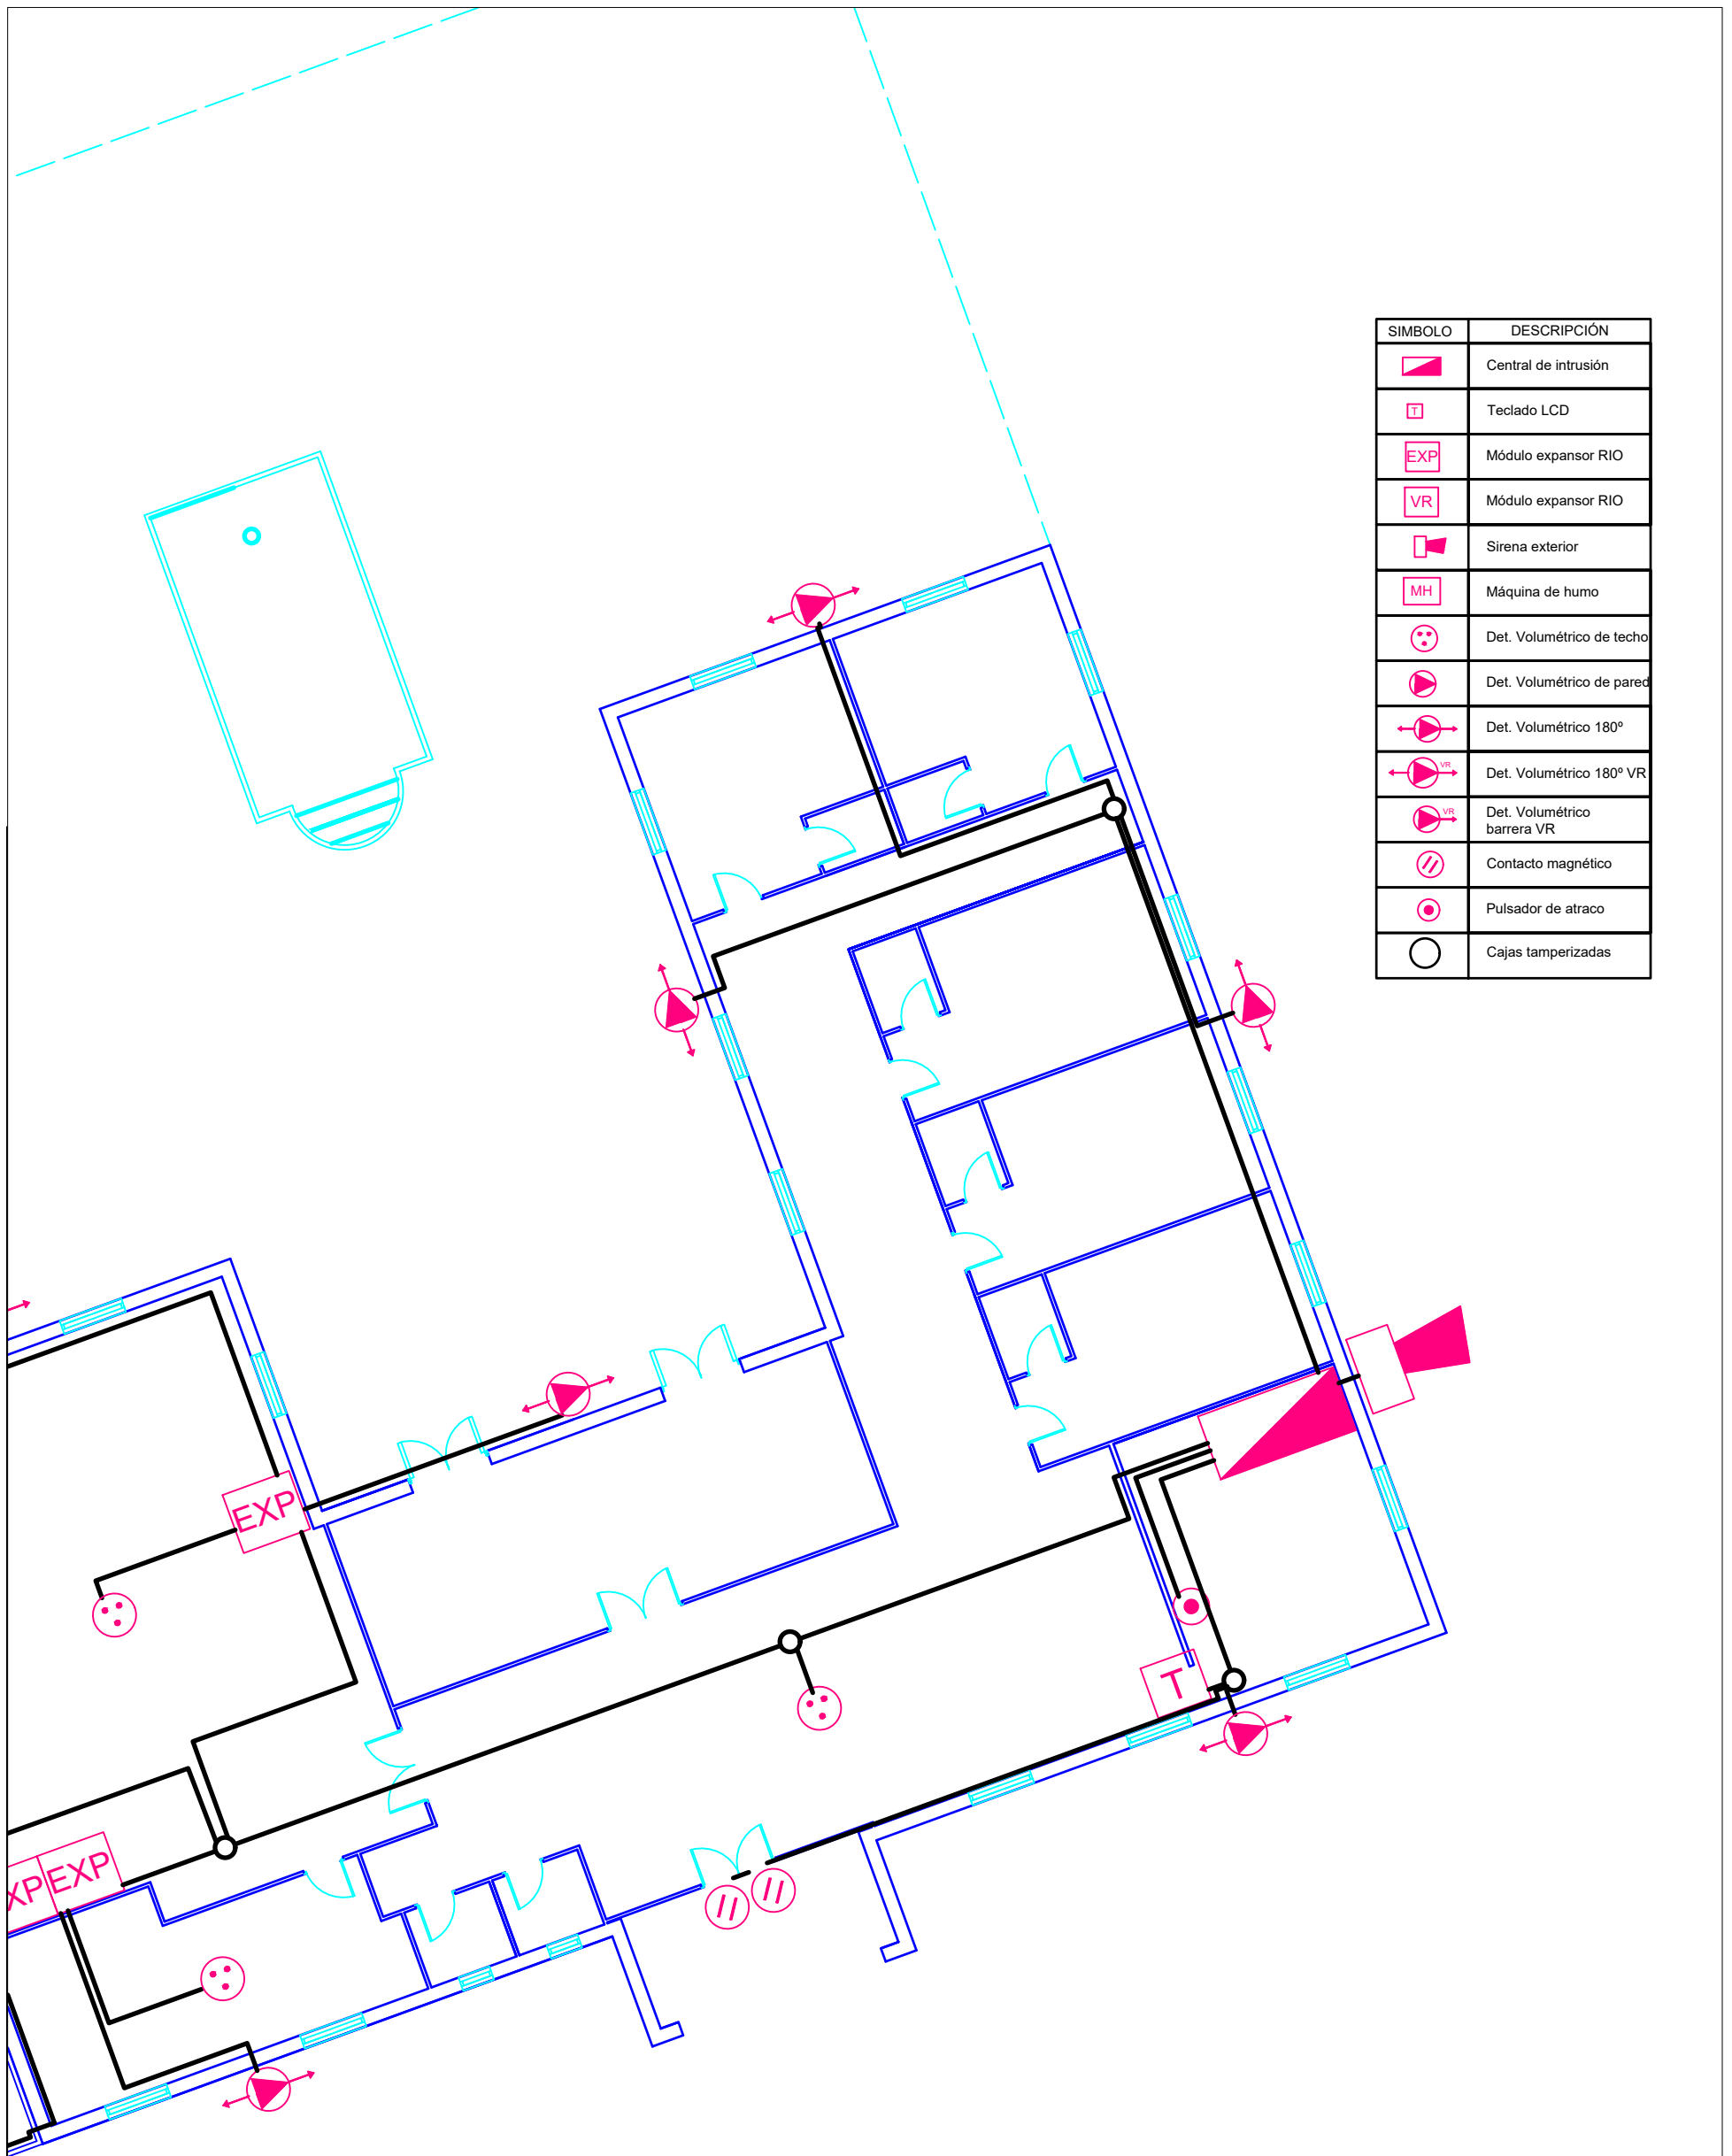 SIMBOLO DESCRIPCIÓN
Central de intrusión
T Teclado LCD
EXP Módulo expansor RIO
VR Módulo expansor RIO
Sirena exterior
MH Máquina de humo
Det. Volumétrico de techo
Det. Volumétrico de pared
Det. Volumétrico 180º
VR Det. Volumétrico 180º VR
VR Det. Volumétrico
barrera VR
Contacto magnético
Pulsador de atraco
Cajas tamperizadas
EXP
T
XP EXP